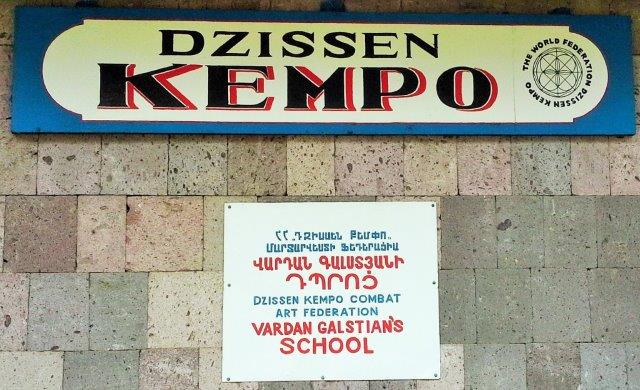 DZISSEN
KEMPO
THE WORLD FEDERATION DZISSEN KEMPO
ՀՀ „ԴՁԻՍՍԵՆ ՔԵՄՓՈ„
ՄԱՐՏԱՐՎԵՍՏԻ ՖԵԴԵՐԱՑԻԱ
ՎԱՐԴԱՆ ԳԱԼՍՏՅԱՆԻ
ԴՊՐՈՑ
DZISSEN KEMPO COMBAT
ART FEDERATION
VARDAN GALSTIAN'S
SCHOOL